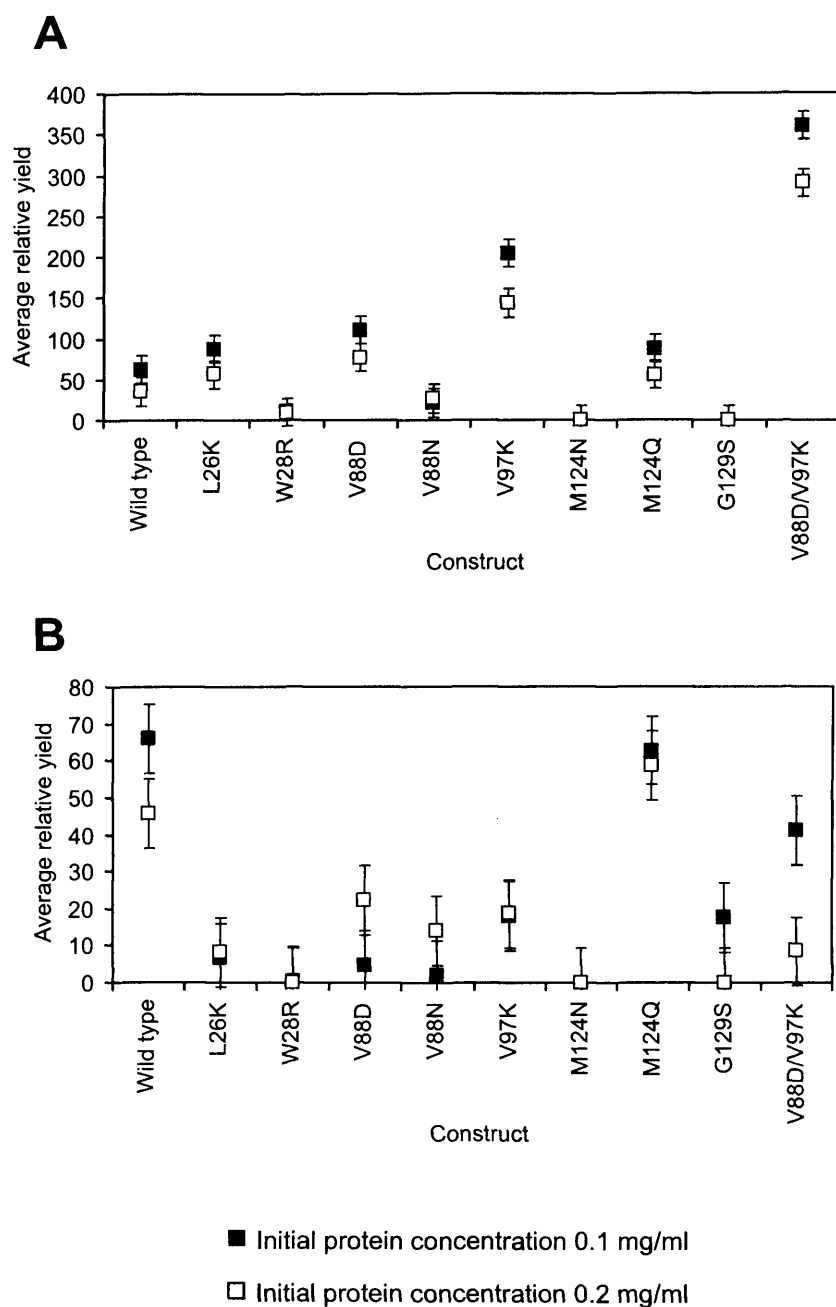 A
400
350
300
250
200
150
100
50
0
Average relative yield
Wild type
L26K
W28R
V88D
V88N
V97K
M124N
M124Q
G129S
V88D/V97K
Construct
B
80
70
60
50
40
30
20
10
0
Average relative yield
Wild type
L26K
W28R
V88D
V88N
V97K
M124N
M124Q
G129S
V88D/V97K
Construct
Initial protein concentration 0.1 mg/ml
Initial protein concentration 0.2 mg/ml